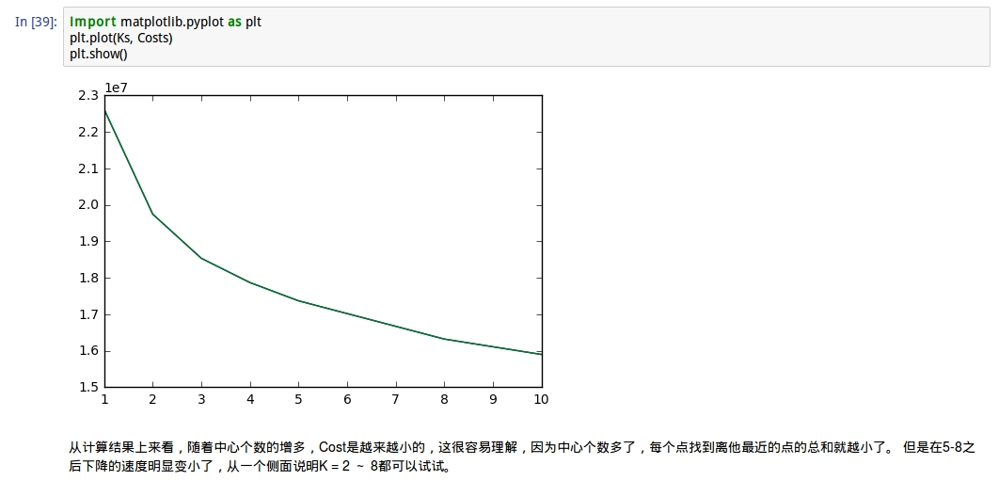 In [39]:
Import matplotlib.pyplot as plt
plt.plot(Ks, Costs)
plt.show()
1e7
2.3
2.2
2.1
2.0
1.9
1.8
1.7
1.6
1.5
1 2 3 4 5 6 7 8 9 10
从计算结果上来看，随着中心个数的增多，Cost是越来越小的，这很容易理解，因为中心个数多了，每个点找到离他最近的点的总和就越小了。 但是在5-8之
后下降的速度明显变小了，从一个侧面说明K = 2 ~ 8都可以试试。